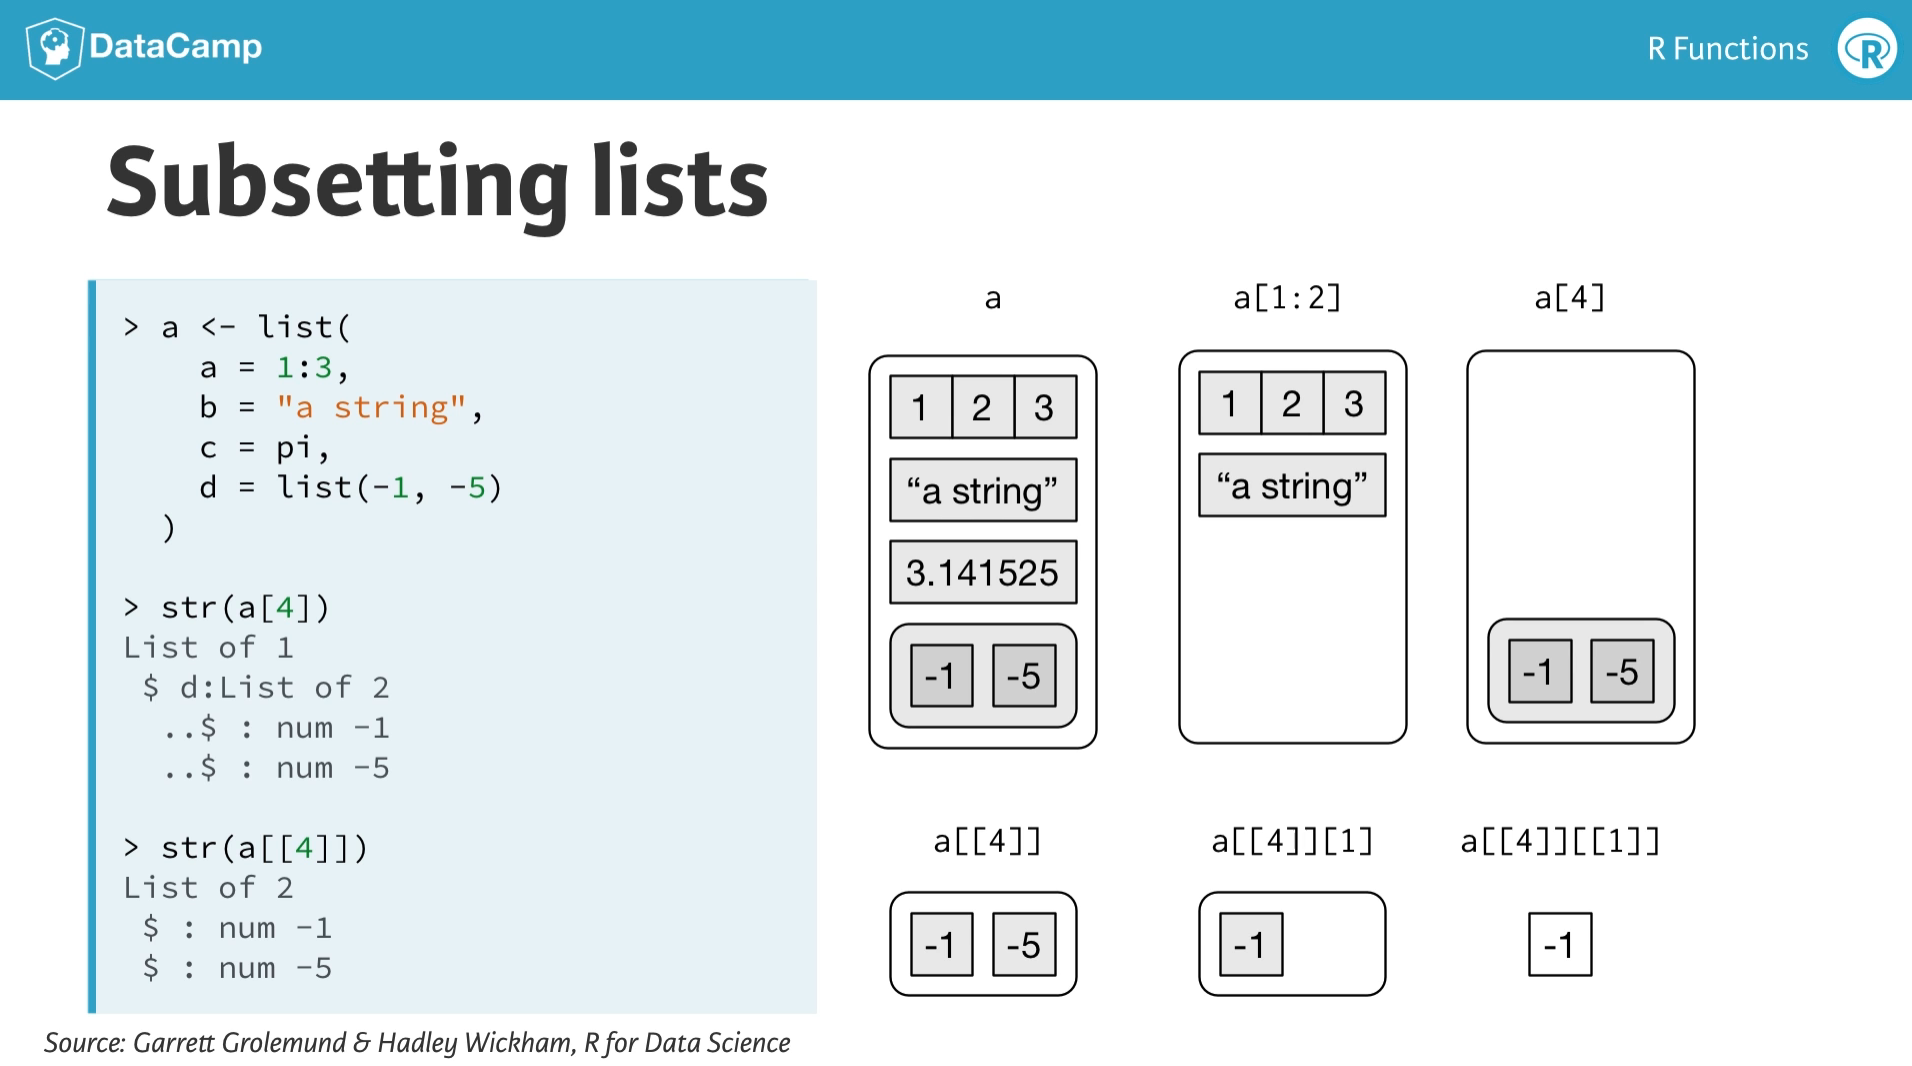 DataCamp
R Functions
R
Subsetting lists
> a <- list(
a = 1:3,
b = "a string",
c = pi,
d = list(-1, -5)
)
> str(a[4])
List of 1
$ d:List of 2
..$ : num -1
..$ : num -5
> str(a[[4]])
List of 2
$ : num -1
$ : num -5
a
1 2 3
“a string”
3.141525
-1 -5
a[1:2]
1 2 3
“a string”
a[4]
-1 -5
a[[4]]
-1 -5
a[[4]][1]
-1
a[[4]][[1]]
-1
Source: Garrett Grolemund & Hadley Wickham, R for Data Science